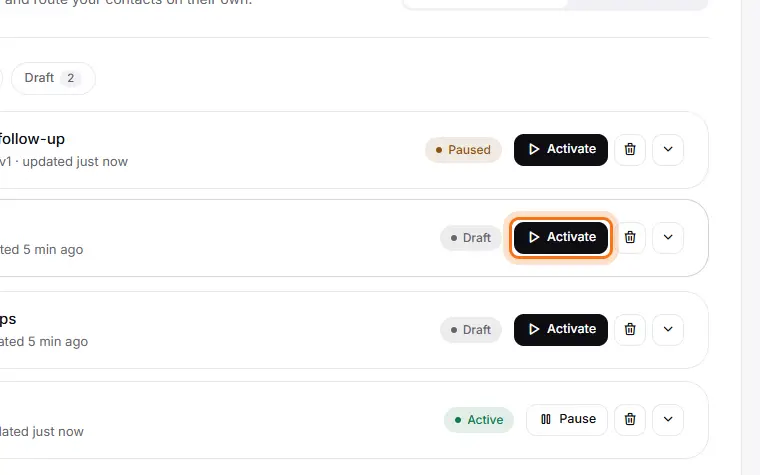 and route your contacts on their own.
Draft 2
follow-up
v1 · updated just now
Paused
Activate
ated 5 min ago
Draft
Activate
ps
ated 5 min ago
Draft
Activate
lated just now
Active
Pause